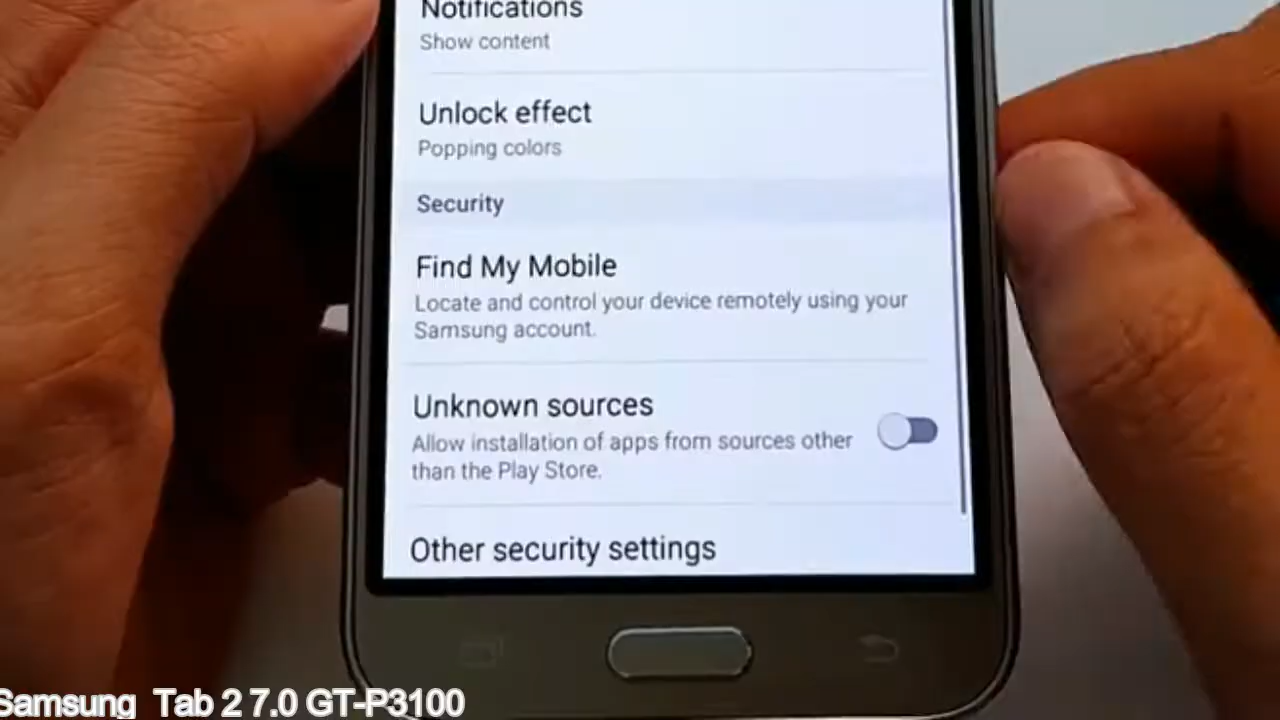 Notifications
Show content
Unlock effect
Popping colors
Security
Find My Mobile
Locate and control your device remotely using your
Samsung account.
Unknown sources
Allow installation of apps from sources other
than the Play Store.
Other security settings
Samsung Tab 2 7.0 GT-P3100